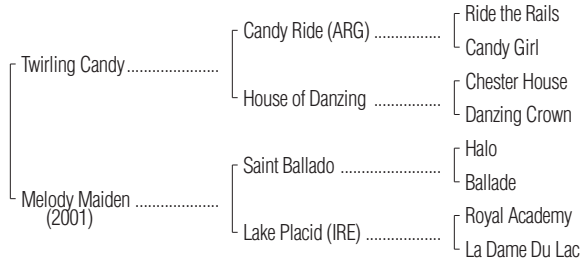 Ride the Rails
Candy Ride (ARG) ................
Candy Girl
Twirling Candy ......................
Chester House
House of Danzing ................
Danzing Crown
Halo
Saint Ballado ........................
Ballade
Melody Maiden ....................
(2001)
Royal Academy
Lake Placid (IRE) ..................
La Dame Du Lac